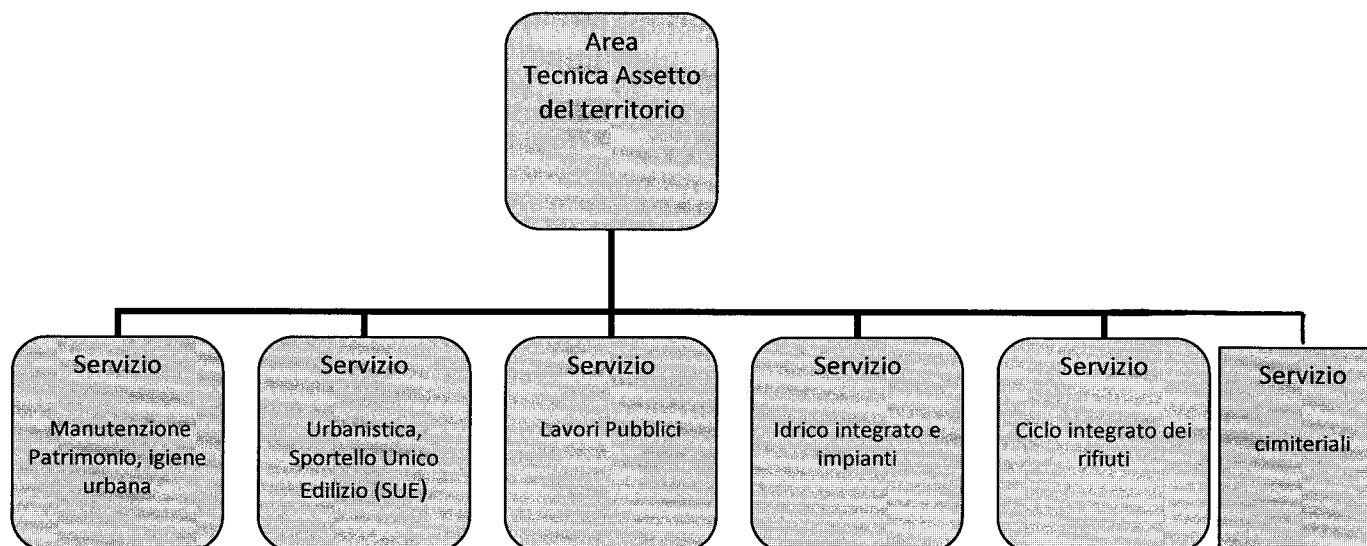 Area
Tecnica Assetto
del territorio
Servizio
Manutenzione
Patrimonio, igiene
urbana
Servizio
Urbanistica,
Sportello Unico
Edilizio (SUE)
Servizio
Lavori Pubblici
Servizio
Idrico integrato e
impianti
Servizio
Ciclo integrato dei
rifiuti
Servizio
cimiteriali